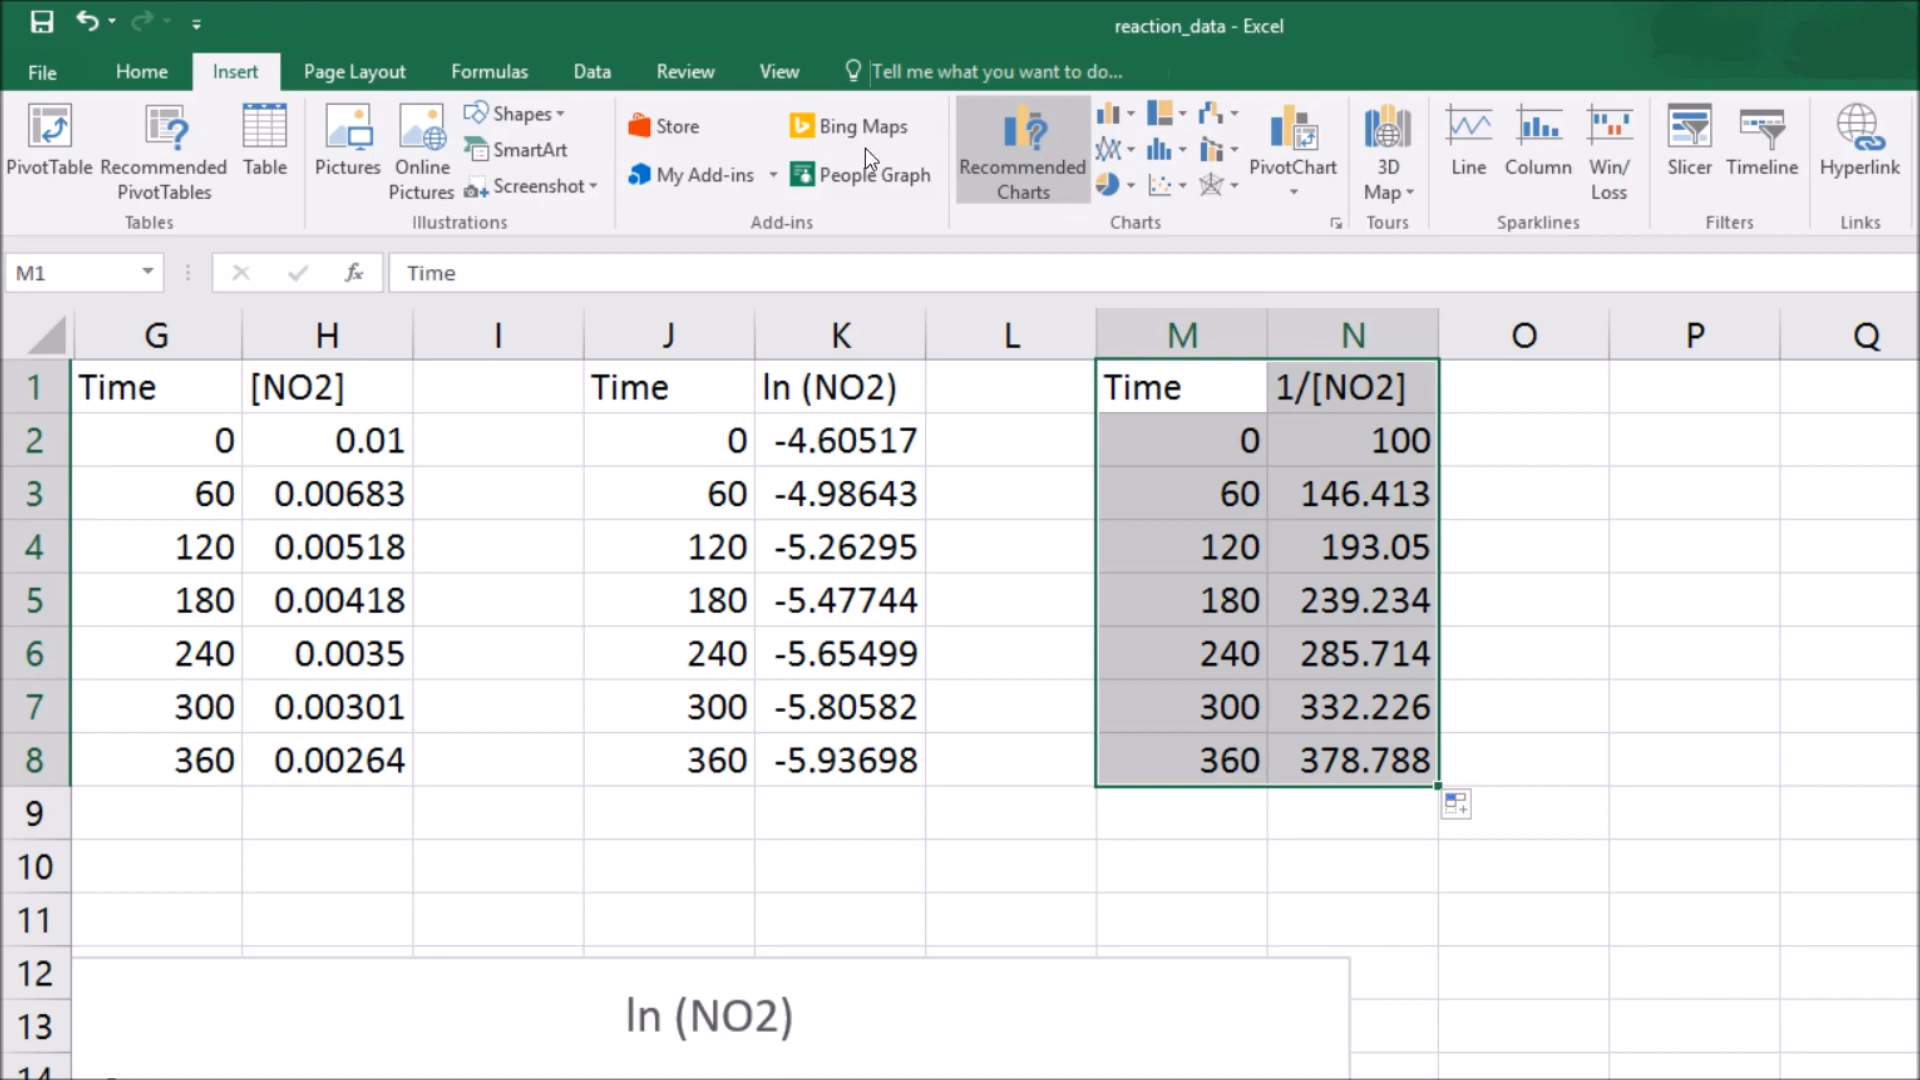 reaction_data - Excel
File Home Insert Page Layout Formulas Data Review View Tell me what you want to do...
PivotTable
Recommended
PivotTables
Table
Tables
Pictures
Online
Pictures
Shapes
SmartArt
Screenshot
Illustrations
Store
My Add-ins
Bing Maps
People Graph
Add-ins
Recommended
Charts
PivotChart
Charts
3D
Map
Tours
Line
Column
Win/
Loss
Sparklines
Slicer
Timeline
Filters
Hyperlink
Links
M1 fx Time
G H I J K L M N O P Q
1 Time [NO2] Time ln (NO2) Time 1/[NO2]
2 0 0.01 0 -4.60517 0 100
3 60 0.00683 60 -4.98643 60 146.413
4 120 0.00518 120 -5.26295 120 193.05
5 180 0.00418 180 -5.47744 180 239.234
6 240 0.0035 240 -5.65499 240 285.714
7 300 0.00301 300 -5.80582 300 332.226
8 360 0.00264 360 -5.93698 360 378.788
9
10
11
12
13 ln (NO2)
14